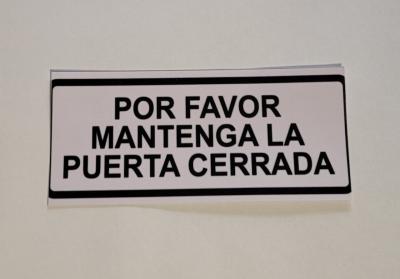 POR FAVOR
MANTENGA LA
PUERTA CERRADA